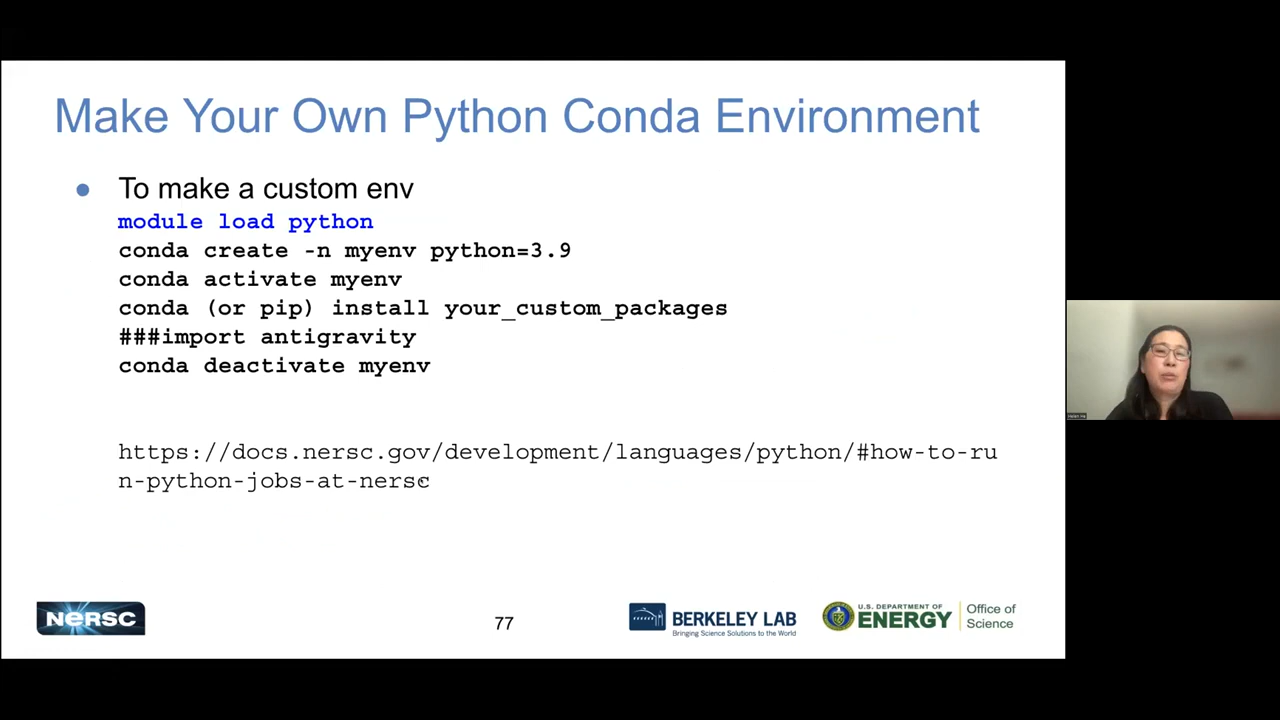 Make Your Own Python Conda Environment
● To make a custom env
module load python
conda create -n myenv python=3.9
conda activate myenv
conda (or pip) install your_custom_packages
###import antigravity
conda deactivate myenv
https://docs.nersc.gov/development/languages/python/#how-to-ru
n-python-jobs-at-nersc
NERSC
77
BERKELEY LAB
Bringing Science Solutions to the World
U.S. DEPARTMENT OF
ENERGY
Office of
Science